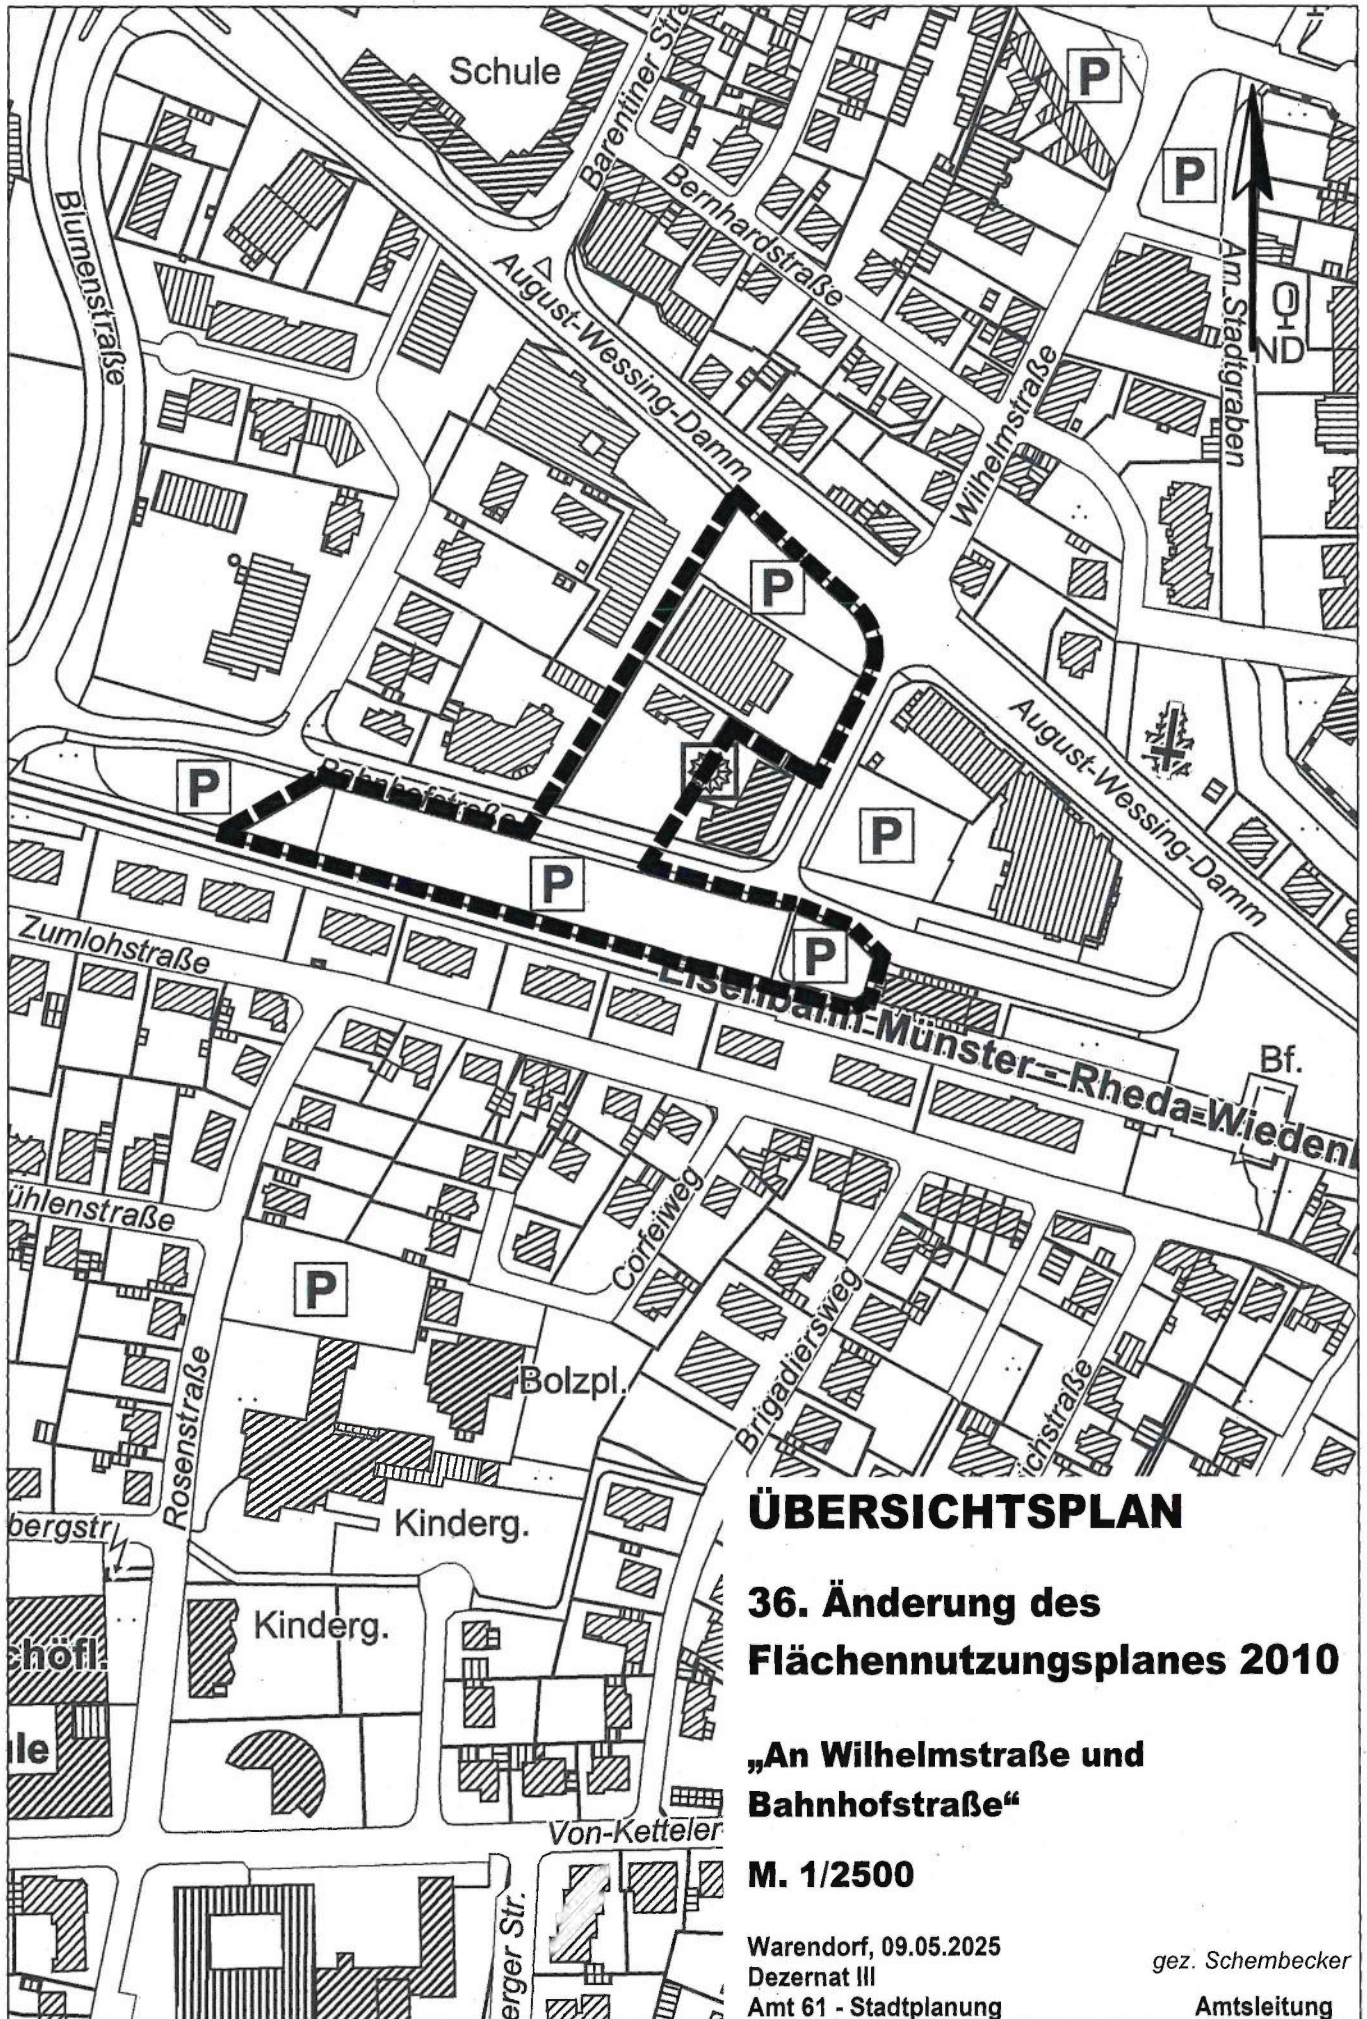 Schule
Barentiner Str
P
P
Blumenstraße
Bernhardstraße
August-Wessing-Damm
Am Stadtgraben
ND
Wilhelmstraße
P
August-Wessing-Damm
P
Bahnhofstraße
P
P
P
Zumlohstraße
Eisenbahn-Münster-Rheda-Wieden
Bf.
ühlenstraße
Corfeiweg
P
Brigadiersweg
Rosenstraße
Bolzpl.
ichstraße
bergstr.
Kinderg.
Kinderg.
chöfl.
le
Von-Ketteler
erger Str.
ÜBERSICHTSPLAN
36. Änderung des
Flächennutzungsplanes 2010
„An Wilhelmstraße und
Bahnhofstraße“
M. 1/2500
Warendorf, 09.05.2025
Dezernat III
gez. Schembecker
Amt 61 - Stadtplanung
Amtsleitung